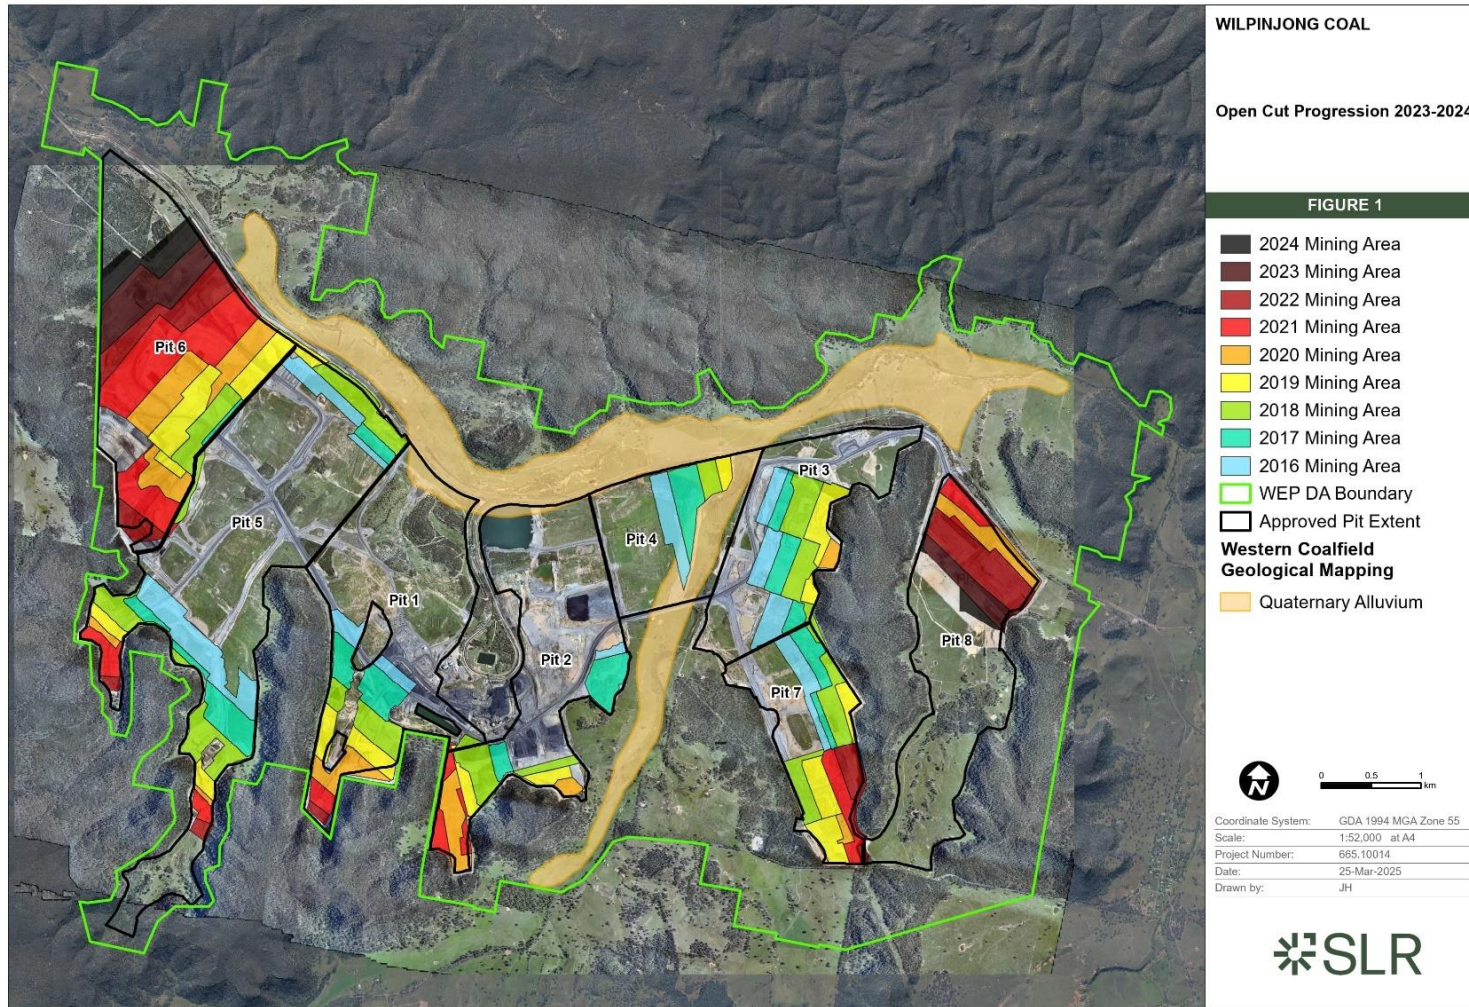 WILPINJONG COAL
Open Cut Progression 2023-2024
FIGURE 1
2024 Mining Area
2023 Mining Area
2022 Mining Area
2021 Mining Area
2020 Mining Area
2019 Mining Area
2018 Mining Area
2017 Mining Area
2016 Mining Area
WEP DA Boundary
Approved Pit Extent
Western Coalfield
Geological Mapping
Quaternary Alluvium
N
0 0.5 1
km
Coordinate System: GDA 1994 MGA Zone 55
Scale: 1:52,000 at A4
Project Number: 665.10014
Date: 25-Mar-2025
Drawn by: JH
SLR
Pit 6
Pit 3
Pit 5
Pit 4
Pit 1
Pit 8
Pit 2
Pit 7